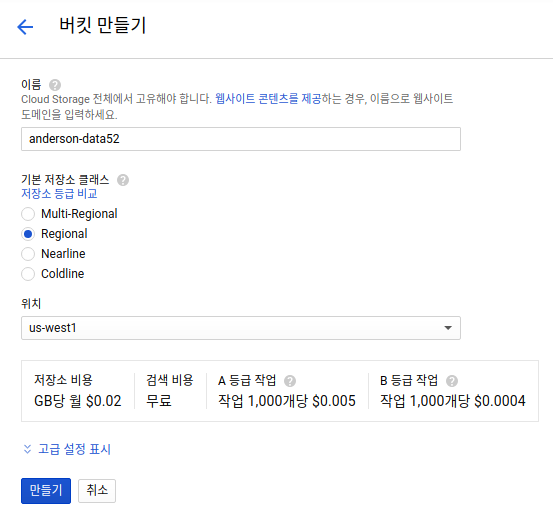 버킷 만들기
이름
Cloud Storage 전체에서 고유해야 합니다. 웹사이트 콘텐츠를 제공하는 경우, 이름으로 웹사이트
도메인을 입력하세요.
anderson-data52
기본 저장소 클래스
저장소 등급 비교
Multi-Regional
Regional
Nearline
Coldline
위치
us-west1
저장소 비용 검색 비용 A 등급 작업 B 등급 작업
GB당 월 $0.02 무료 작업 1,000개당 $0.005 작업 1,000개당 $0.0004
고급 설정 표시
만들기 취소